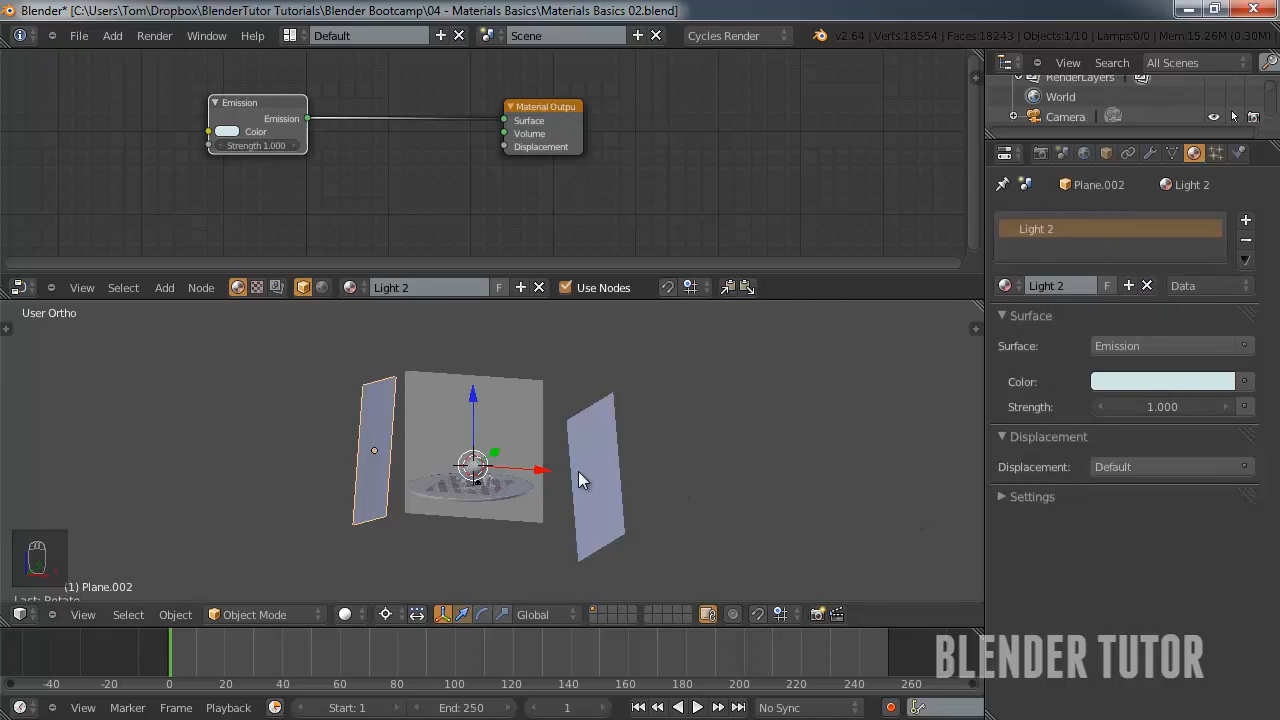 Blender* [C:\Users\Tom\Dropbox\BlenderTutor Tutorials\Blender Bootcamp\04 - Materials Basics\Materials Basics 02.blend]
File Add Render Window Help Default Scene Cycles Render v2.64 | Verts:18554 | Faces:18243 | Objects:1/10 | Lamps:0/0 | Mem:15.26M (0.30M)
View Search All Scenes
RenderLayers
World
Camera
Emission
Emission
Color
Strength 1.000
Material Outpu
Surface
Volume
Displacement
Plane.002 Light 2
Light 2
Light 2 F Data
Surface
Surface: Emission
Color:
Strength: 1.000
Displacement
Displacement: Default
Settings
View Select Add Node Light 2 F Use Nodes
User Ortho
(1) Plane.002
Last: Rotate
View Select Object Object Mode Global
BLENDER TUTOR
-40 -20 0 20 40 60 80 100 120 140 160 180 200 220 240 260
View Marker Frame Playback Start: 1 End: 250 1 No Sync